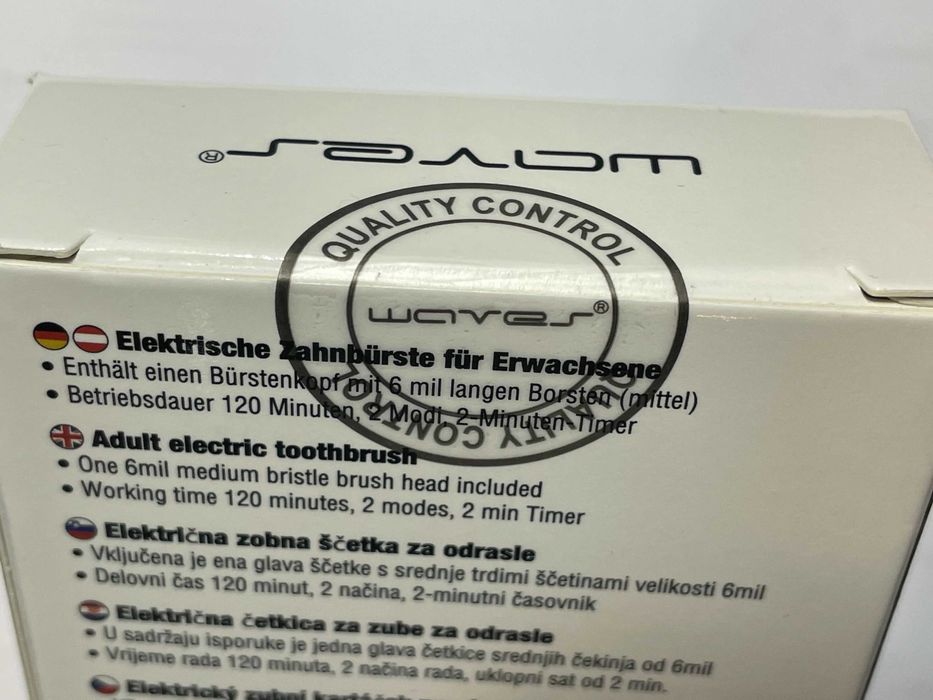 waves®
QUALITY CONTROL
waves®
QUALITY CONTROL
Elektrische Zahnbürste für Erwachsene
• Enthält einen Bürstenkopf mit 6 mil langen Borsten (mittel)
• Betriebsdauer 120 Minuten, 2 Modi, 2-Minuten-Timer
Adult electric toothbrush
• One 6mil medium bristle brush head included
• Working time 120 minutes, 2 modes, 2 min Timer
Električna zobna ščetka za odrasle
• Vključena je ena glava ščetke s srednje trdimi ščetinami velikosti 6mil
• Delovni čas 120 minut, 2 načina, 2-minutni časovnik
Električna četkica za zube za odrasle
• U sadržaju isporuke je jedna glava četkice srednjih čekinja od 6mil
• Vrijeme rada 120 minuta, 2 načina rada, uklopni sat od 2 min.
Elektrický zubní